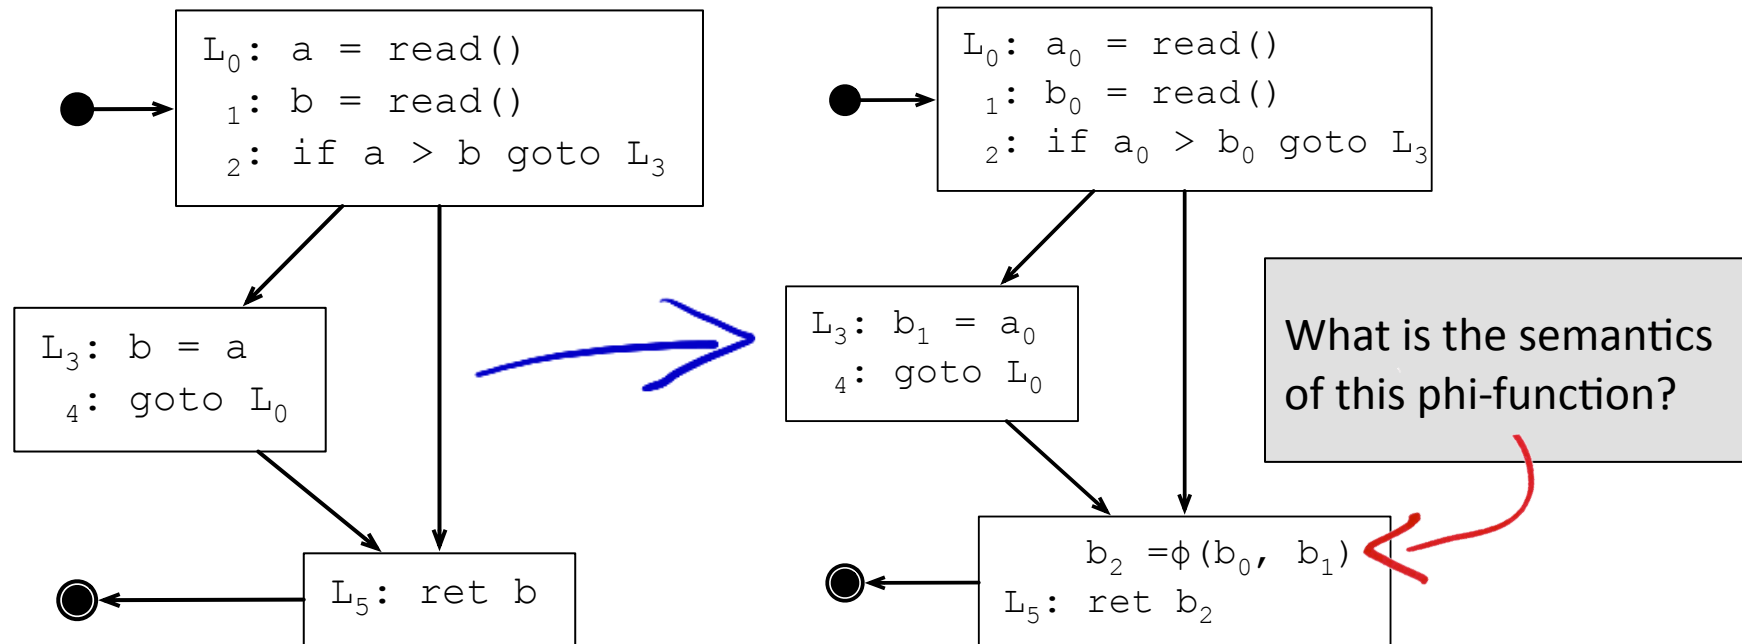 L₀: a = read()
₁: b = read()
₂: if a > b goto L₃
L₃: b = a
₄: goto L₀
L₅: ret b
L₀: a₀ = read()
₁: b₀ = read()
₂: if a₀ > b₀ goto L₃
L₃: b₁ = a₀
₄: goto L₀
What is the semantics
of this phi-function?
b₂ =ϕ(b₀, b₁)
L₅: ret b₂